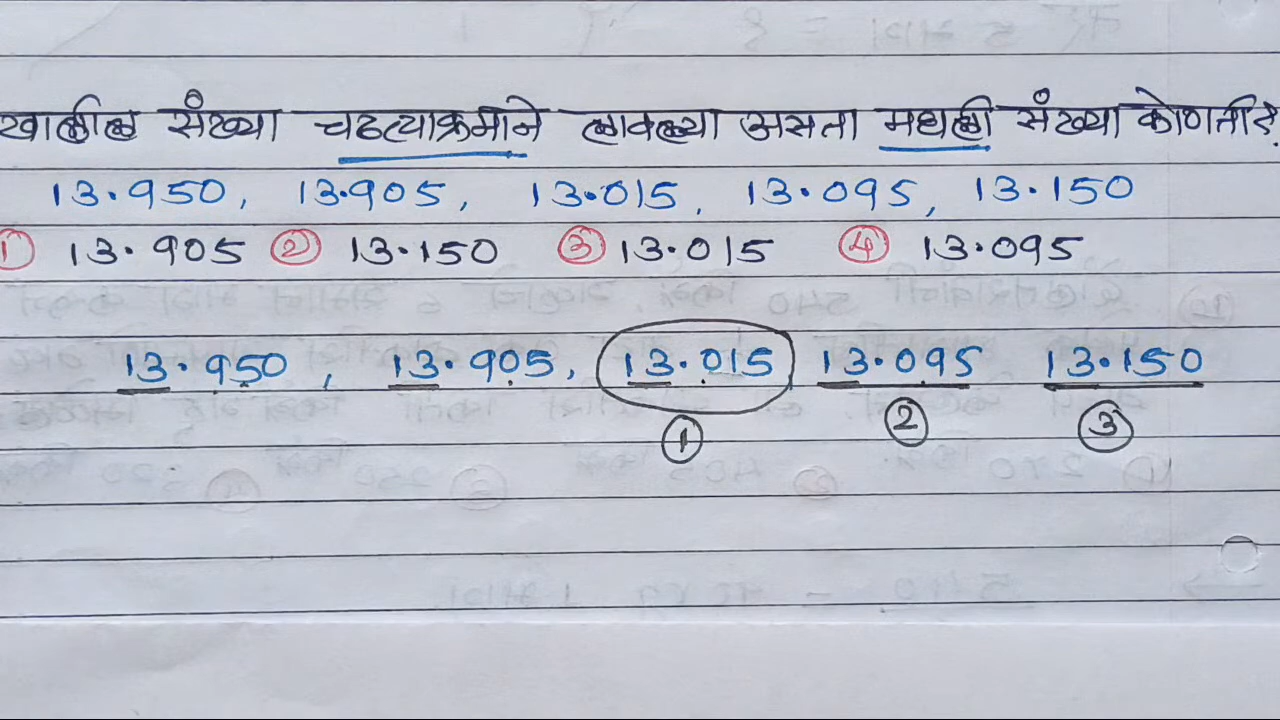 खालील संख्या चढत्याक्रमाने लावल्या असता मधली संख्या कोणती?
13.950, 13.905, 13.015, 13.095, 13.150
① 13.905 ② 13.150 ③ 13.015 ④ 13.095
13.950, 13.905, 13.015 13.095 13.150
① ② ③